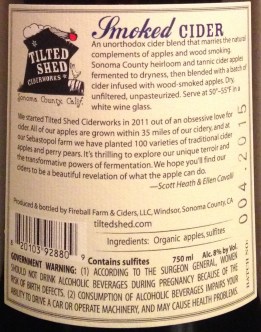 TILTED
SHED
CIDERWORKS
Sonoma County, Calif.
Smoked CIDER
An unorthodox cider blend that marries the natural
complements of apples and wood smoking.
Sonoma County heirloom and tannic cider apples
fermented to dryness, then blended with a batch of
cider infused with wood-smoked apples. Dry,
unfiltered, unpasteurized. Serve at 50°-55°F in a
white wine glass.
We started Tilted Shed Ciderworks in 2011 out of an obsessive love for
cider. All of our apples are grown within 35 miles of our cidery, and at
our Sebastopol farm we have planted 100 varieties of traditional cider
apples and perry pears. It's thrilling to explore our unique terroir and
the transformative powers of fermentation. We hope you'll find our
ciders to be a beautiful revelation of what the apple can do.
—Scott Heath & Ellen Cavalli
Produced & bottled by Fireball Farm & Ciders, LLC, Windsor, Sonoma County, CA
tiltedshed.com
Ingredients: Organic apples, sulfites
Contains sulfites 750 ml Alc. 8% by Vol.
GOVERNMENT WARNING: (1) ACCORDING TO THE SURGEON GENERAL, WOMEN
SHOULD NOT DRINK ALCOHOLIC BEVERAGES DURING PREGNANCY BECAUSE OF THE
RISK OF BIRTH DEFECTS. (2) CONSUMPTION OF ALCOHOLIC BEVERAGES IMPAIRS YOUR
ABILITY TO DRIVE A CAR OR OPERATE MACHINERY, AND MAY CAUSE HEALTH PROBLEMS.
8 20103 92880 9
BATCH NO: 004 2015